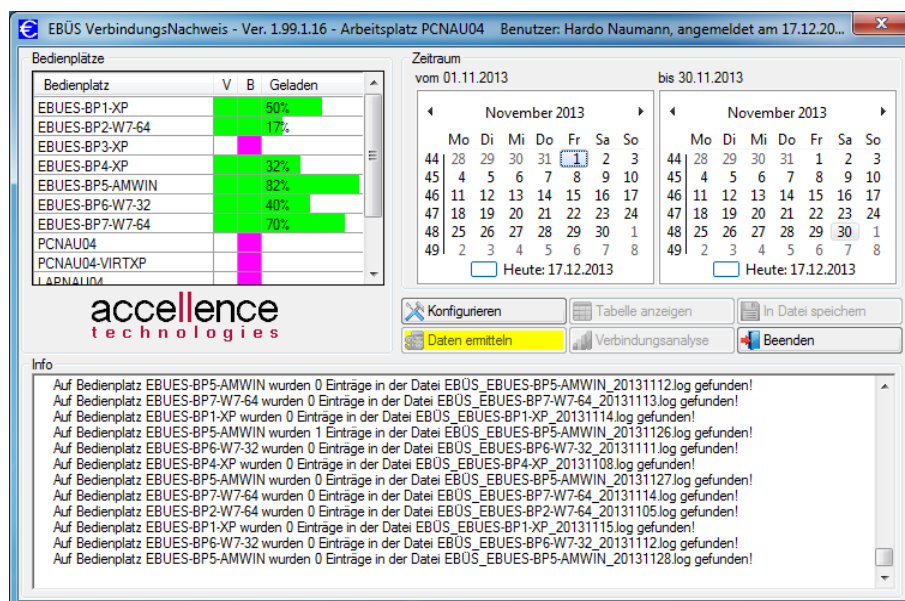 EBÜS VerbindungsNachweis - Ver. 1.99.1.16 - Arbeitsplatz PCNAU04 Benutzer: Hardo Naumann, angemeldet am 17.12.20...
Bedienplätze
Bedienplatz V B Geladen
EBUES-BP1-XP 50%
EBUES-BP2-W7-64 17%
EBUES-BP3-XP
EBUES-BP4-XP 32%
EBUES-BP5-AMWIN 82%
EBUES-BP6-W7-32 40%
EBUES-BP7-W7-64 70%
PCNAU04
PCNAU04-VIRTXP
LAPNAU04
accellence
technologies
Zeitraum
vom 01.11.2013
November 2013
Mo Di Mi Do Fr Sa So
44 28 29 30 31 1 2 3
45 4 5 6 7 8 9 10
46 11 12 13 14 15 16 17
47 18 19 20 21 22 23 24
48 25 26 27 28 29 30 1
49 2 3 4 5 6 7 8
Heute: 17.12.2013
bis 30.11.2013
November 2013
Mo Di Mi Do Fr Sa So
44 28 29 30 31 1 2 3
45 4 5 6 7 8 9 10
46 11 12 13 14 15 16 17
47 18 19 20 21 22 23 24
48 25 26 27 28 29 30 1
49 2 3 4 5 6 7 8
Heute: 17.12.2013
Konfigurieren Tabelle anzeigen In Datei speichern
Daten ermitteln Verbindungsanalyse Beenden
Info
Auf Bedienplatz EBUES-BP5-AMWIN wurden 0 Einträge in der Datei EBÜS_EBUES-BP5-AMWIN_20131112.log gefunden!
Auf Bedienplatz EBUES-BP7-W7-64 wurden 0 Einträge in der Datei EBÜS_EBUES-BP7-W7-64_20131113.log gefunden!
Auf Bedienplatz EBUES-BP1-XP wurden 0 Einträge in der Datei EBÜS_EBUES-BP1-XP_20131114.log gefunden!
Auf Bedienplatz EBUES-BP5-AMWIN wurden 1 Einträge in der Datei EBÜS_EBUES-BP5-AMWIN_20131126.log gefunden!
Auf Bedienplatz EBUES-BP6-W7-32 wurden 0 Einträge in der Datei EBÜS_EBUES-BP6-W7-32_20131111.log gefunden!
Auf Bedienplatz EBUES-BP4-XP wurden 0 Einträge in der Datei EBÜS_EBUES-BP4-XP_20131108.log gefunden!
Auf Bedienplatz EBUES-BP5-AMWIN wurden 0 Einträge in der Datei EBÜS_EBUES-BP5-AMWIN_20131127.log gefunden!
Auf Bedienplatz EBUES-BP7-W7-64 wurden 0 Einträge in der Datei EBÜS_EBUES-BP7-W7-64_20131114.log gefunden!
Auf Bedienplatz EBUES-BP2-W7-64 wurden 0 Einträge in der Datei EBÜS_EBUES-BP2-W7-64_20131105.log gefunden!
Auf Bedienplatz EBUES-BP1-XP wurden 0 Einträge in der Datei EBÜS_EBUES-BP1-XP_20131115.log gefunden!
Auf Bedienplatz EBUES-BP6-W7-32 wurden 0 Einträge in der Datei EBÜS_EBUES-BP6-W7-32_20131112.log gefunden!
Auf Bedienplatz EBUES-BP5-AMWIN wurden 0 Einträge in der Datei EBÜS_EBUES-BP5-AMWIN_20131128.log gefunden!